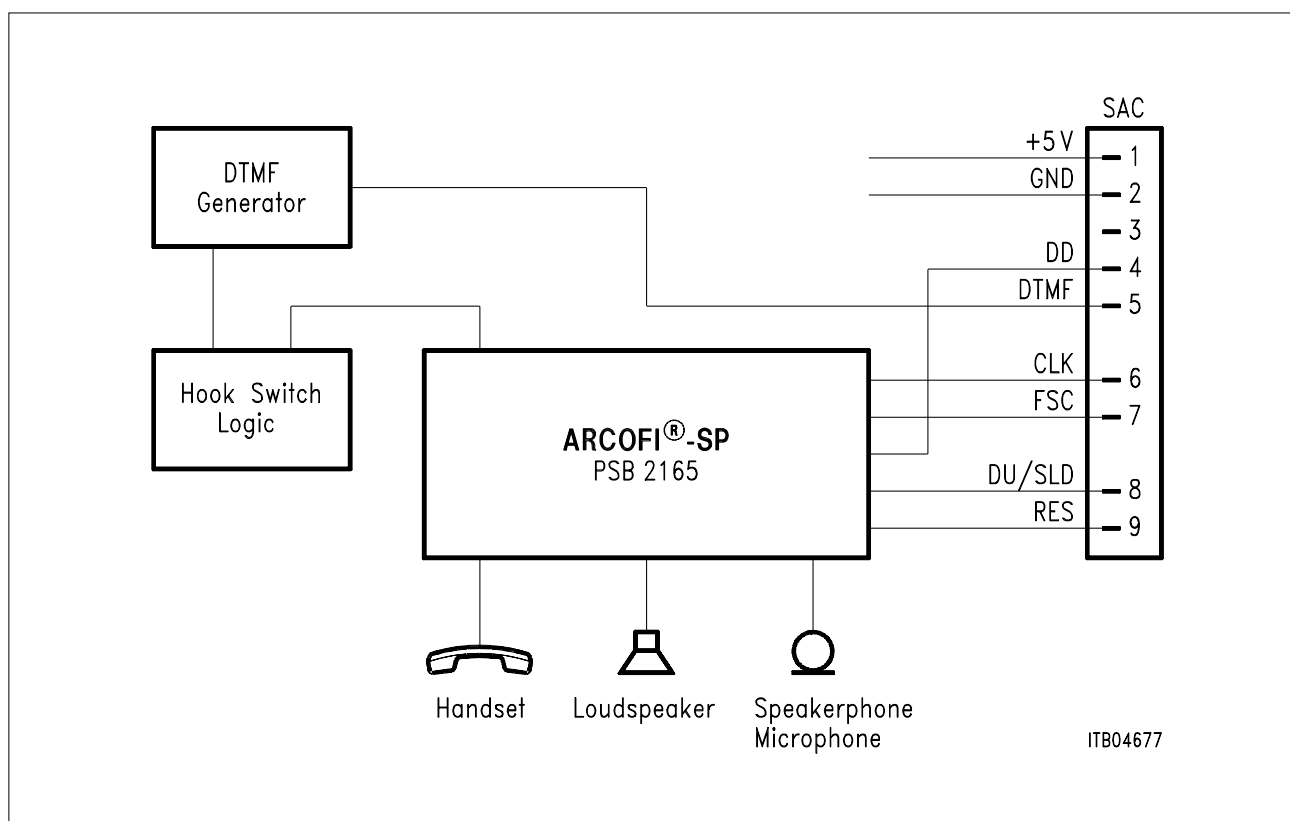 SAC
+5V
1
GND
2
3
DD
4
DTMF
5
CLK
6
FSC
7
DU/SLD
8
RES
9
DTMF
Generator
Hook Switch
Logic
ARCOFI®-SP
PSB 2165
Handset
Loudspeaker
Speakerphone
Microphone
ITB04677